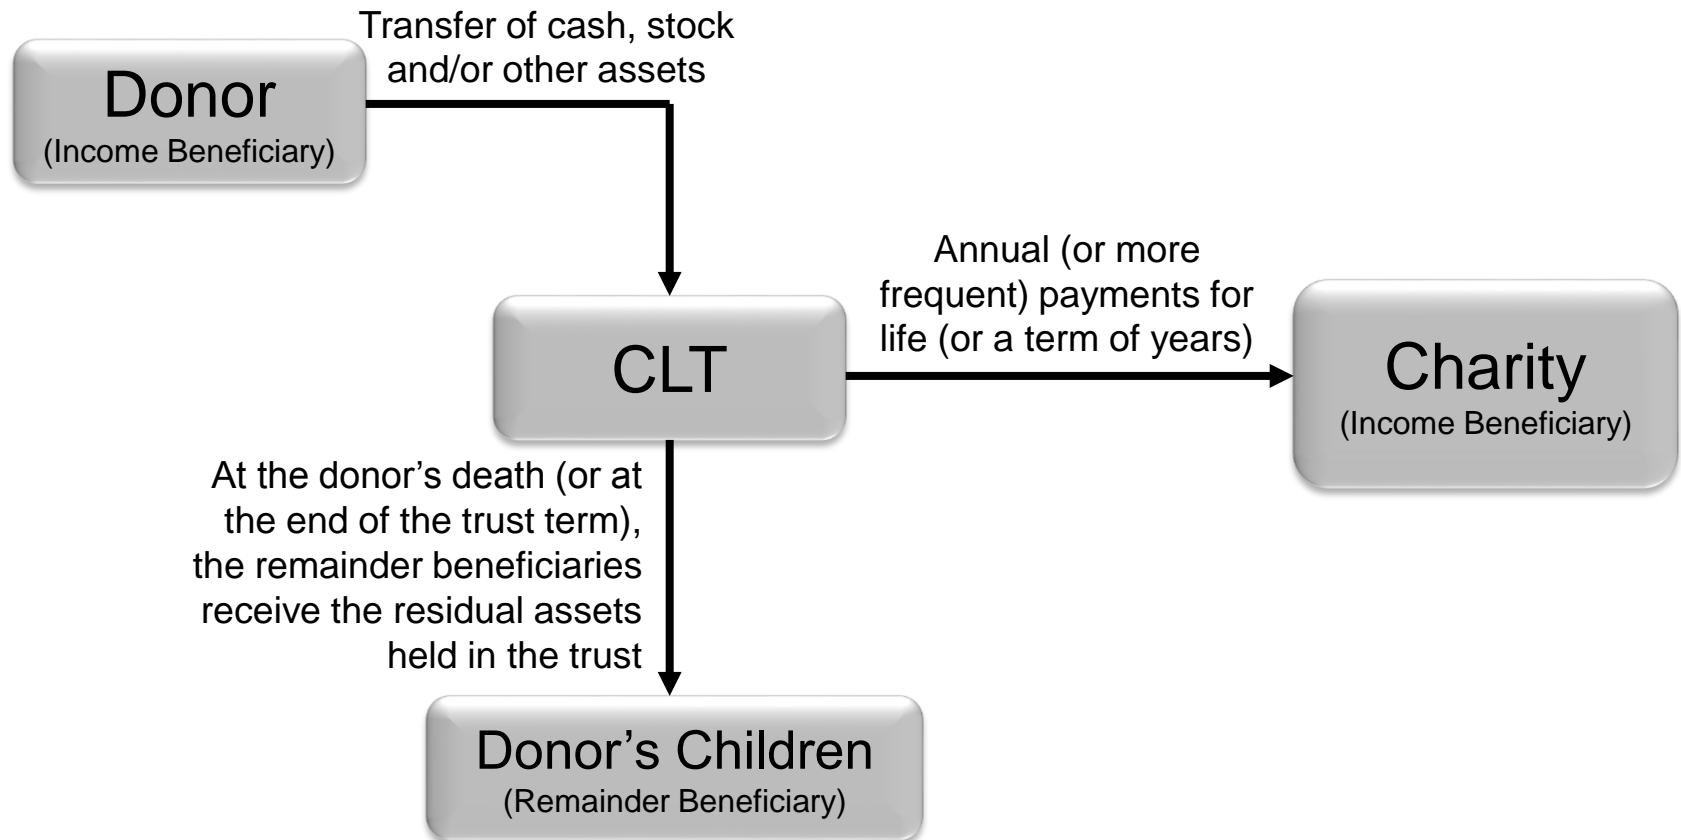 Transfer of cash, stock
and/or other assets
Donor
(Income Beneficiary)
Annual (or more
frequent) payments for
life (or a term of years)
CLT
Charity
(Income Beneficiary)
At the donor’s death (or at
the end of the trust term),
the remainder beneficiaries
receive the residual assets
held in the trust
Donor’s Children
(Remainder Beneficiary)